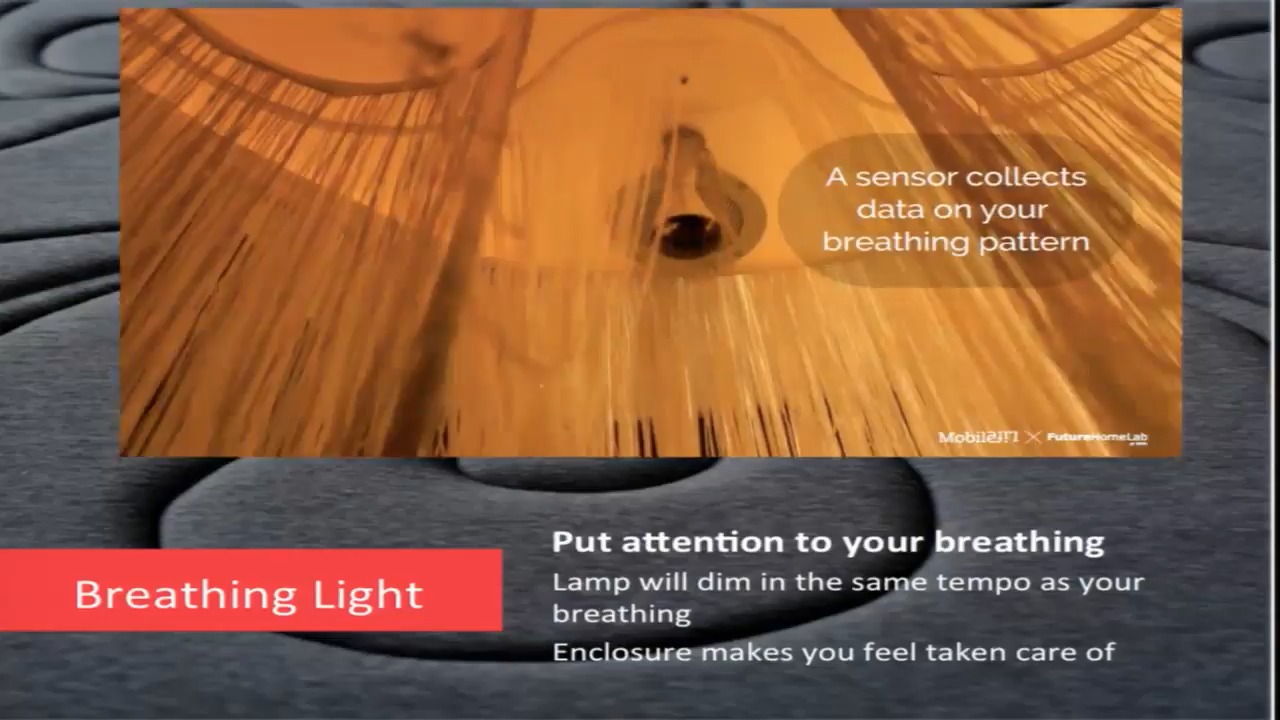 A sensor collects
data on your
breathing pattern
FutureHomeLab
Breathing Light
Put attention to your breathing
Lamp will dim in the same tempo as your
breathing
Enclosure makes you feel taken care of